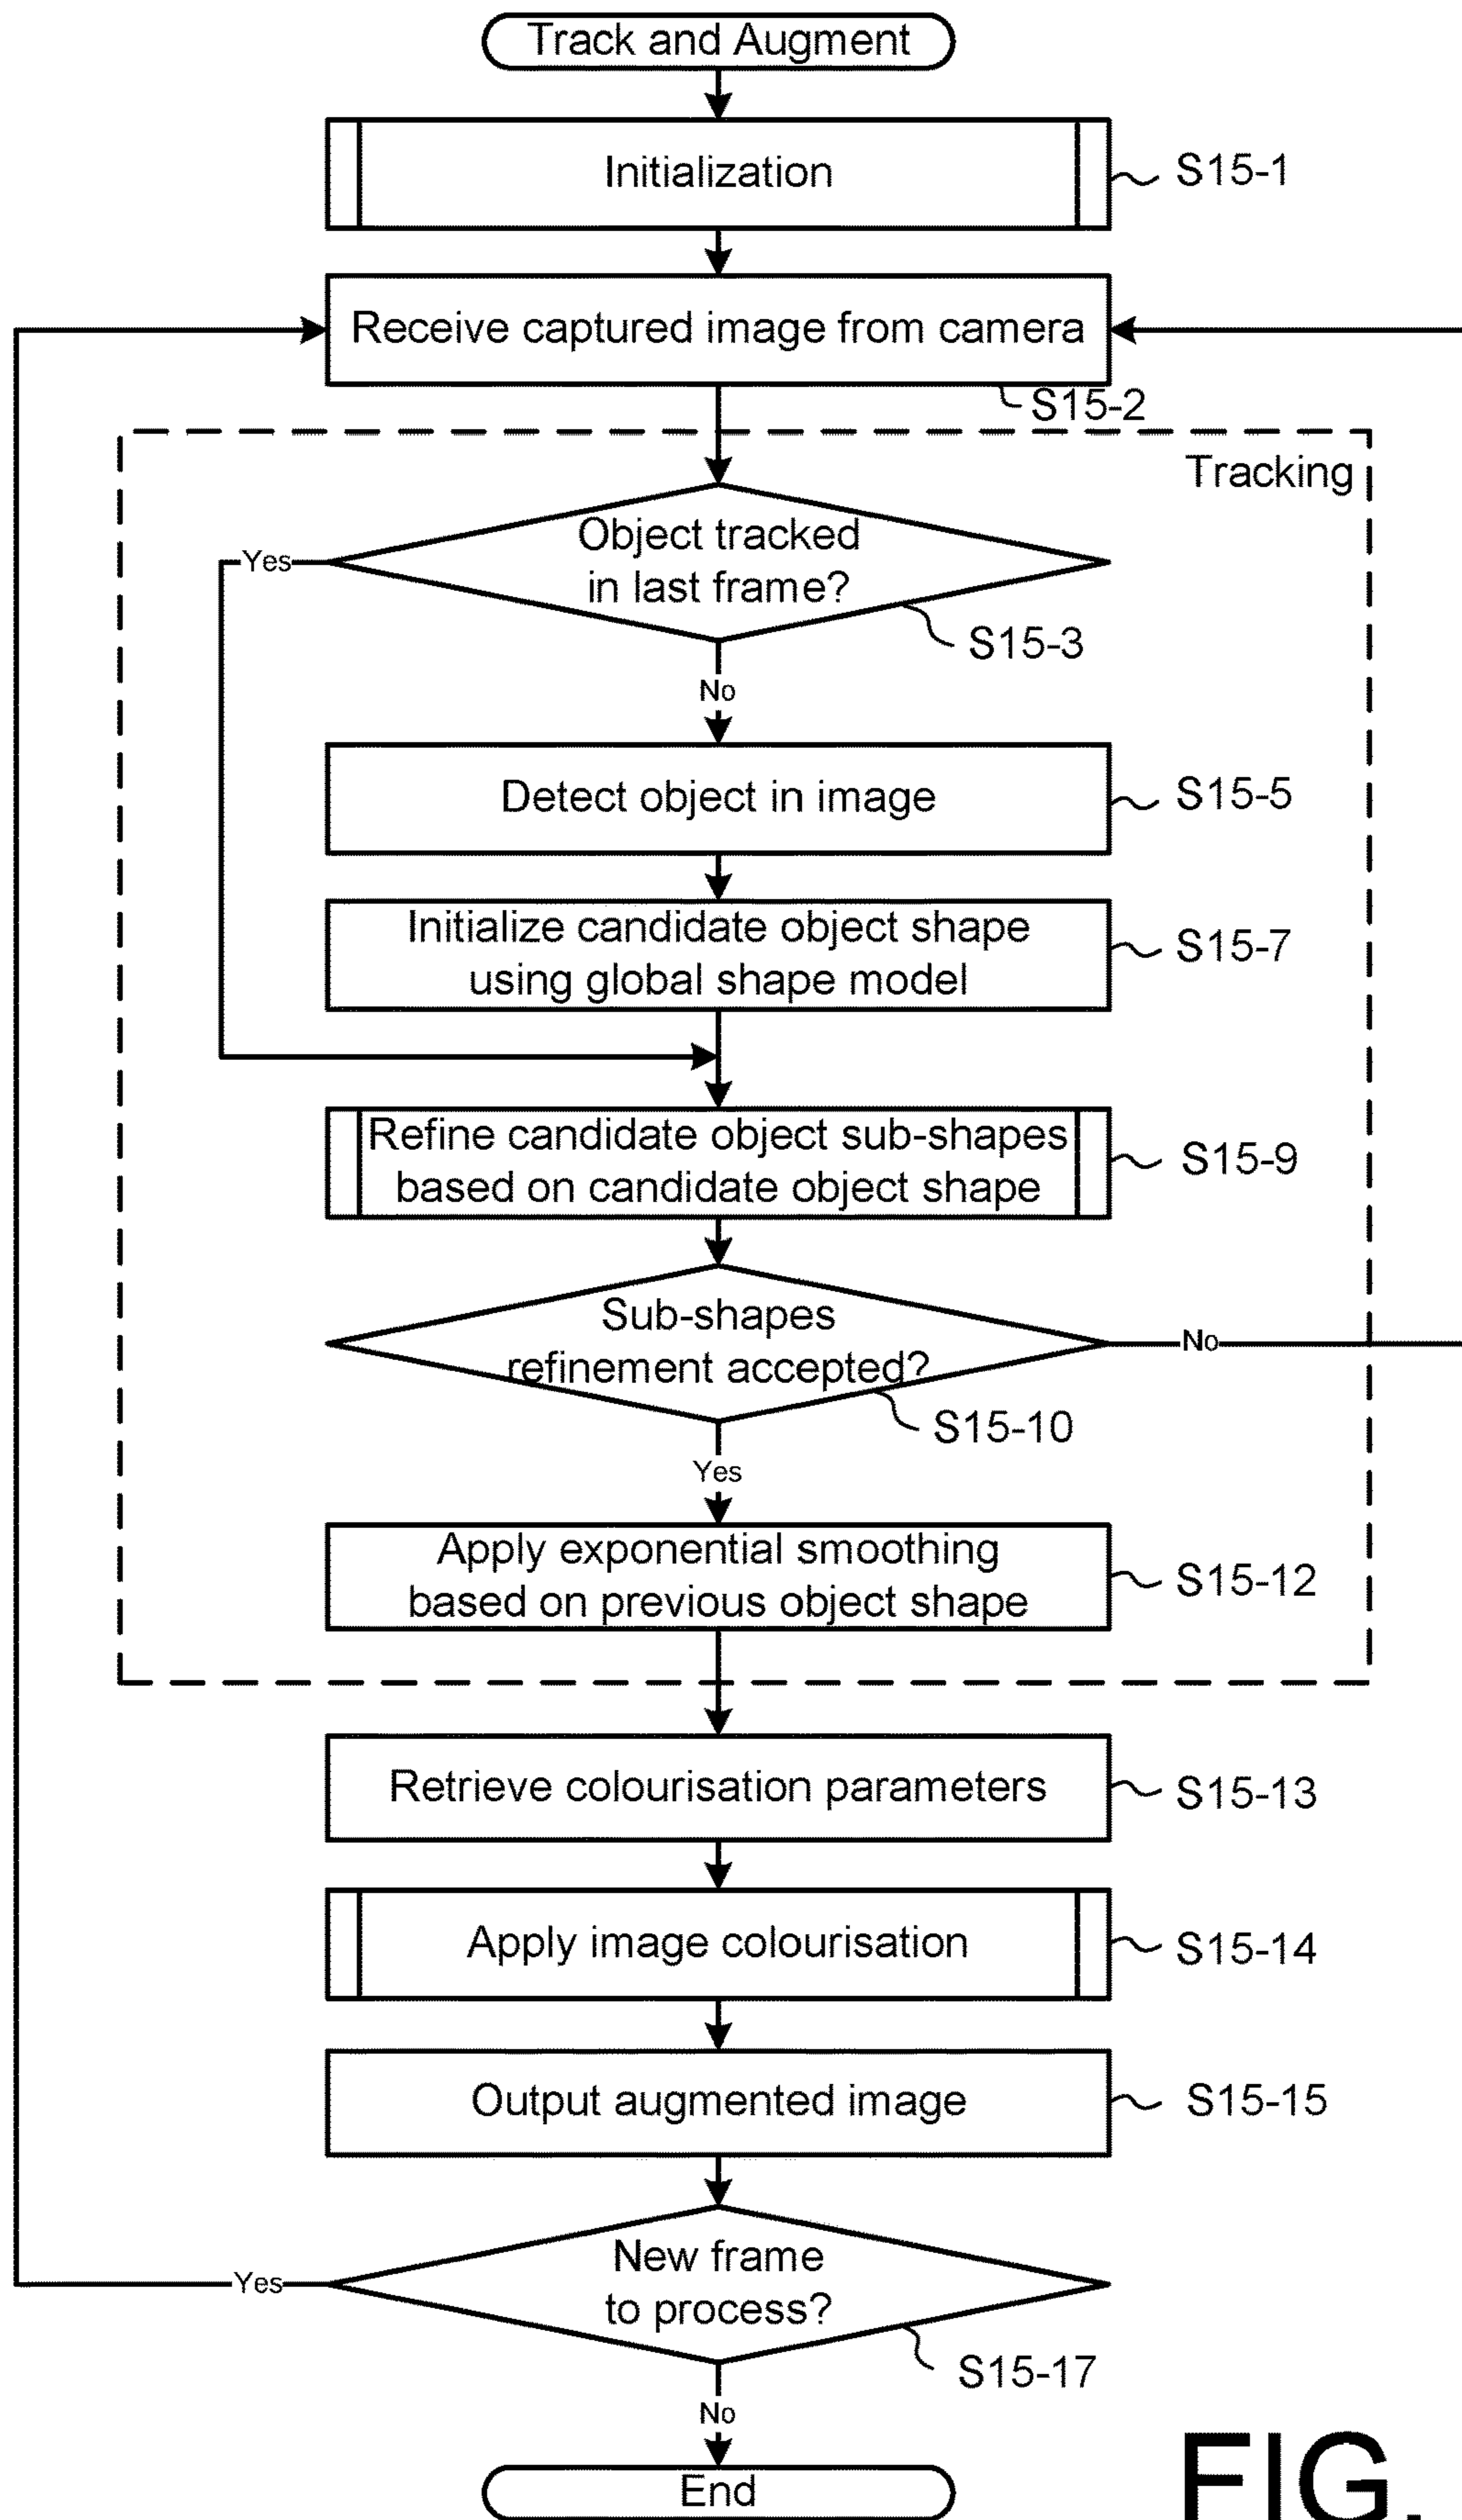 Track and Augment
Initialization
S15-1
Receive captured image from camera
S15-2
Tracking
Object tracked
in last frame?
Yes
S15-3
No
Detect object in image
S15-5
Initialize candidate object shape
using global shape model
S15-7
Refine candidate object sub-shapes
based on candidate object shape
S15-9
Sub-shapes
refinement accepted?
No
S15-10
Yes
Apply exponential smoothing
based on previous object shape
S15-12
Retrieve colourisation parameters
S15-13
Apply image colourisation
S15-14
Output augmented image
S15-15
New frame
to process?
Yes
S15-17
No
End
FIG.